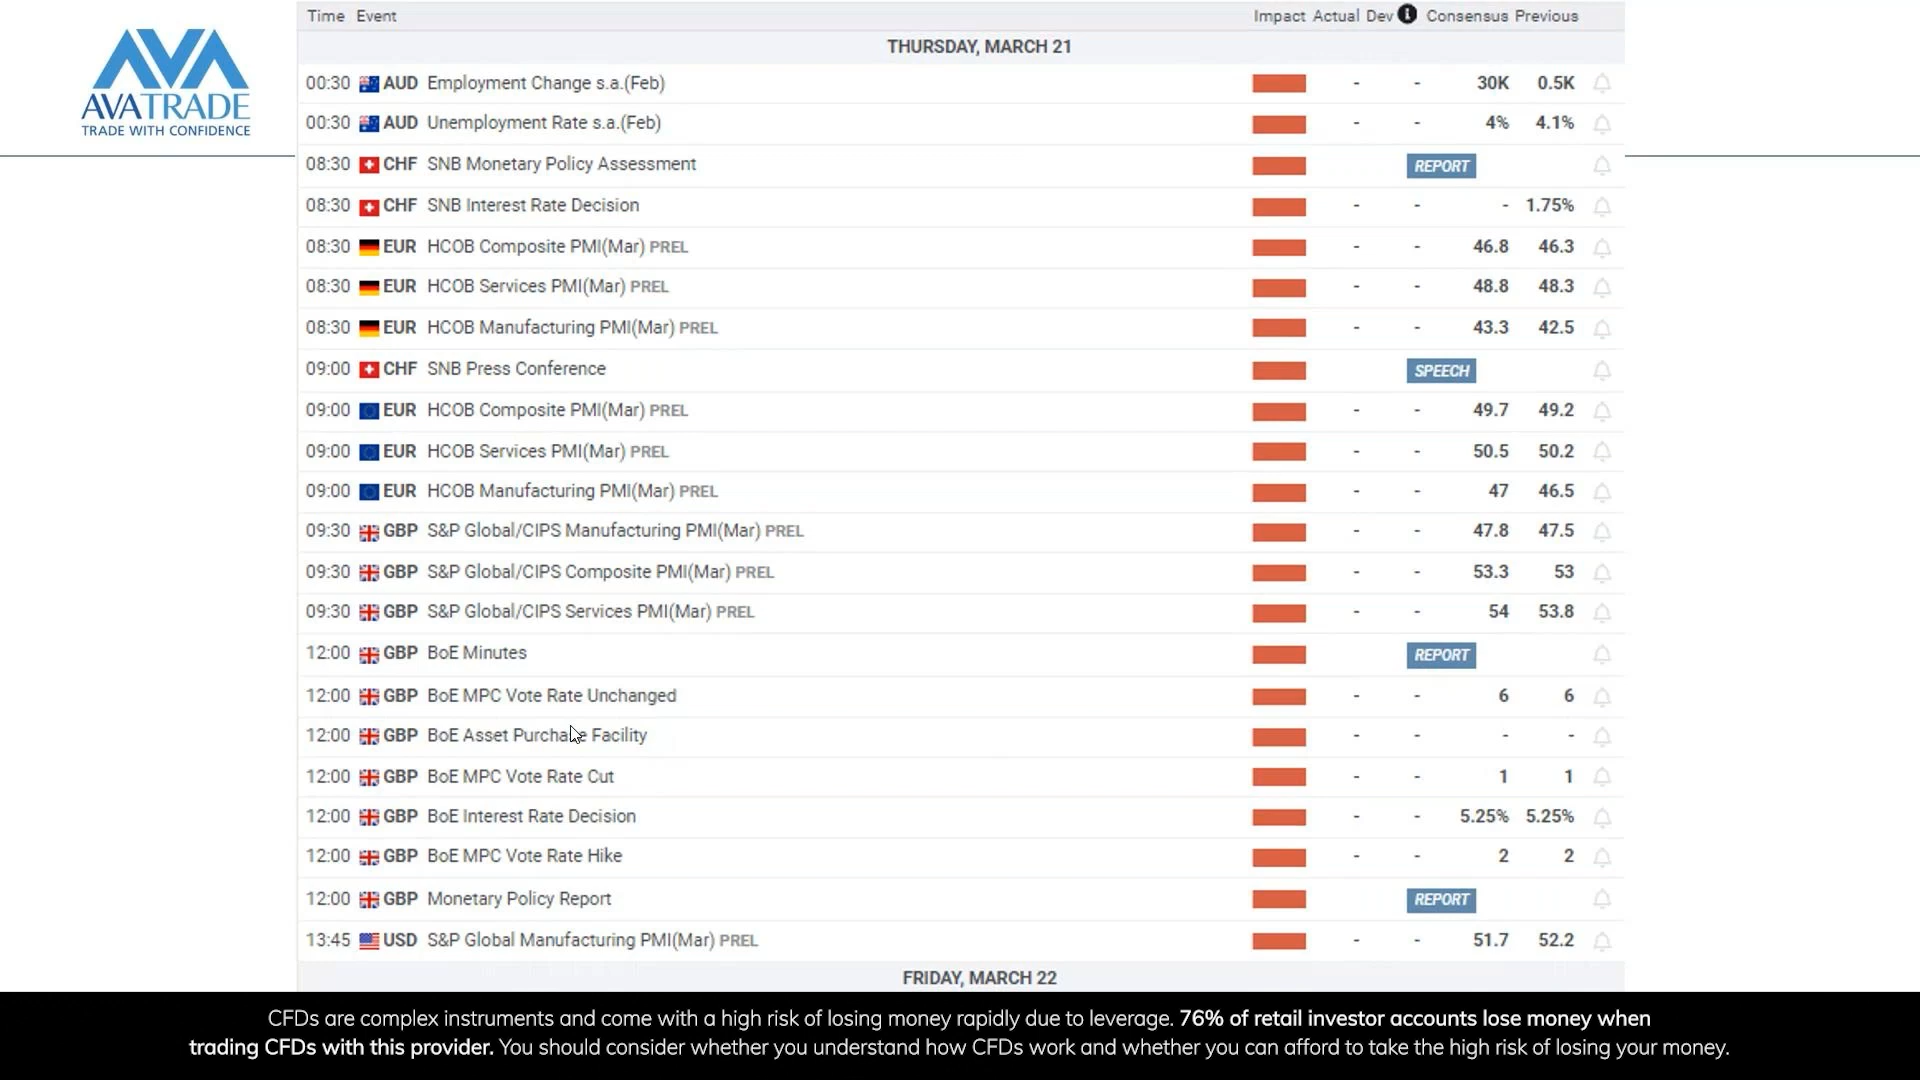 AVATRADE
TRADE WITH CONFIDENCE
Time Event Impact Actual Dev i Consensus Previous
THURSDAY, MARCH 21
00:30 AUD Employment Change s.a.(Feb) - - 30K 0.5K
00:30 AUD Unemployment Rate s.a.(Feb) - - 4% 4.1%
08:30 CHF SNB Monetary Policy Assessment REPORT
08:30 CHF SNB Interest Rate Decision - - - 1.75%
08:30 EUR HCOB Composite PMI(Mar) PREL - - 46.8 46.3
08:30 EUR HCOB Services PMI(Mar) PREL - - 48.8 48.3
08:30 EUR HCOB Manufacturing PMI(Mar) PREL - - 43.3 42.5
09:00 CHF SNB Press Conference SPEECH
09:00 EUR HCOB Composite PMI(Mar) PREL - - 49.7 49.2
09:00 EUR HCOB Services PMI(Mar) PREL - - 50.5 50.2
09:00 EUR HCOB Manufacturing PMI(Mar) PREL - - 47 46.5
09:30 GBP S&P Global/CIPS Manufacturing PMI(Mar) PREL - - 47.8 47.5
09:30 GBP S&P Global/CIPS Composite PMI(Mar) PREL - - 53.3 53
09:30 GBP S&P Global/CIPS Services PMI(Mar) PREL - - 54 53.8
12:00 GBP BoE Minutes REPORT
12:00 GBP BoE MPC Vote Rate Unchanged - - 6 6
12:00 GBP BoE Asset Purchase Facility - - - -
12:00 GBP BoE MPC Vote Rate Cut - - 1 1
12:00 GBP BoE Interest Rate Decision - - 5.25% 5.25%
12:00 GBP BoE MPC Vote Rate Hike - - 2 2
12:00 GBP Monetary Policy Report REPORT
13:45 USD S&P Global Manufacturing PMI(Mar) PREL - - 51.7 52.2
FRIDAY, MARCH 22
CFDs are complex instruments and come with a high risk of losing money rapidly due to leverage. 76% of retail investor accounts lose money when
trading CFDs with this provider. You should consider whether you understand how CFDs work and whether you can afford to take the high risk of losing your money.